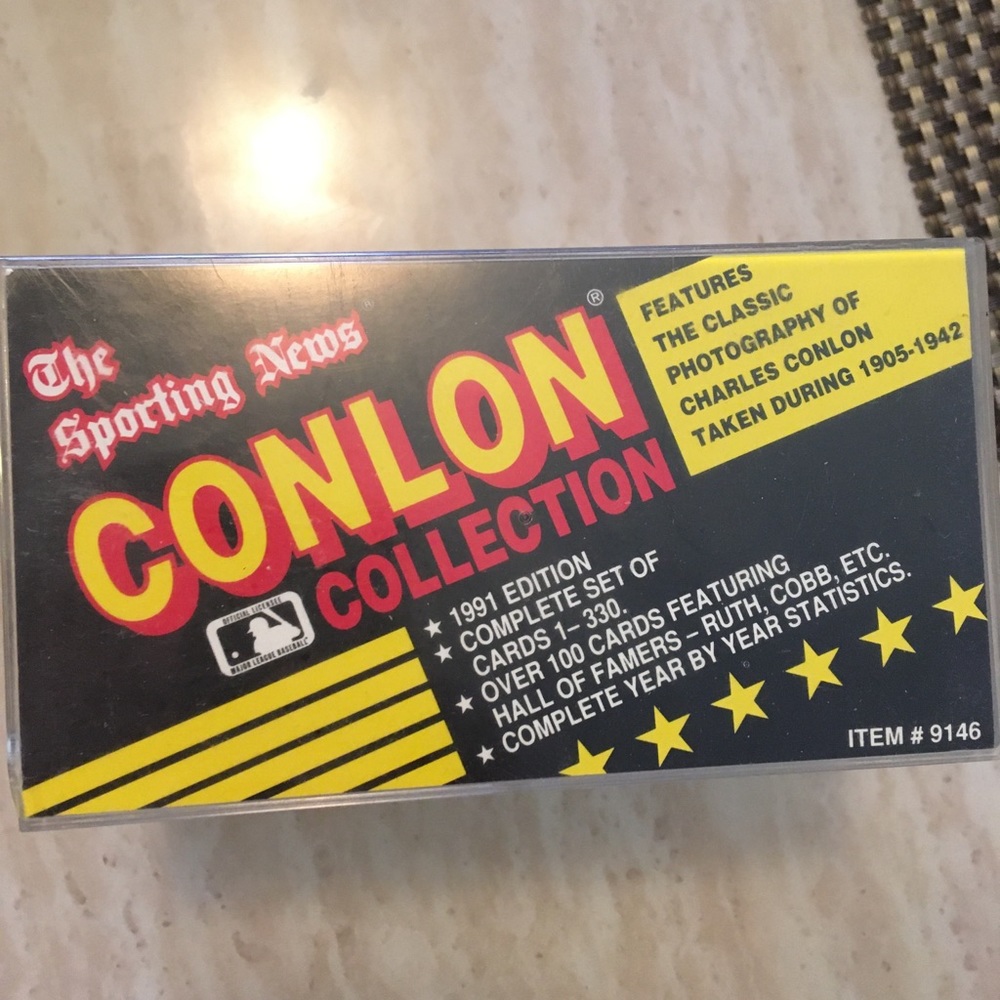 The
Sporting News ®
CONLON ®
COLLECTION
FEATURES
THE CLASSIC
PHOTOGRAPHY OF
CHARLES CONLON
TAKEN DURING 1905-1942
OFFICIAL LICENSEE
MAJOR LEAGUE BASEBALL
★ 1991 EDITION
★ COMPLETE SET OF
CARDS 1-330.
★ OVER 100 CARDS FEATURING
HALL OF FAMERS – RUTH, COBB, ETC.
★ COMPLETE YEAR BY YEAR STATISTICS.
ITEM # 9146